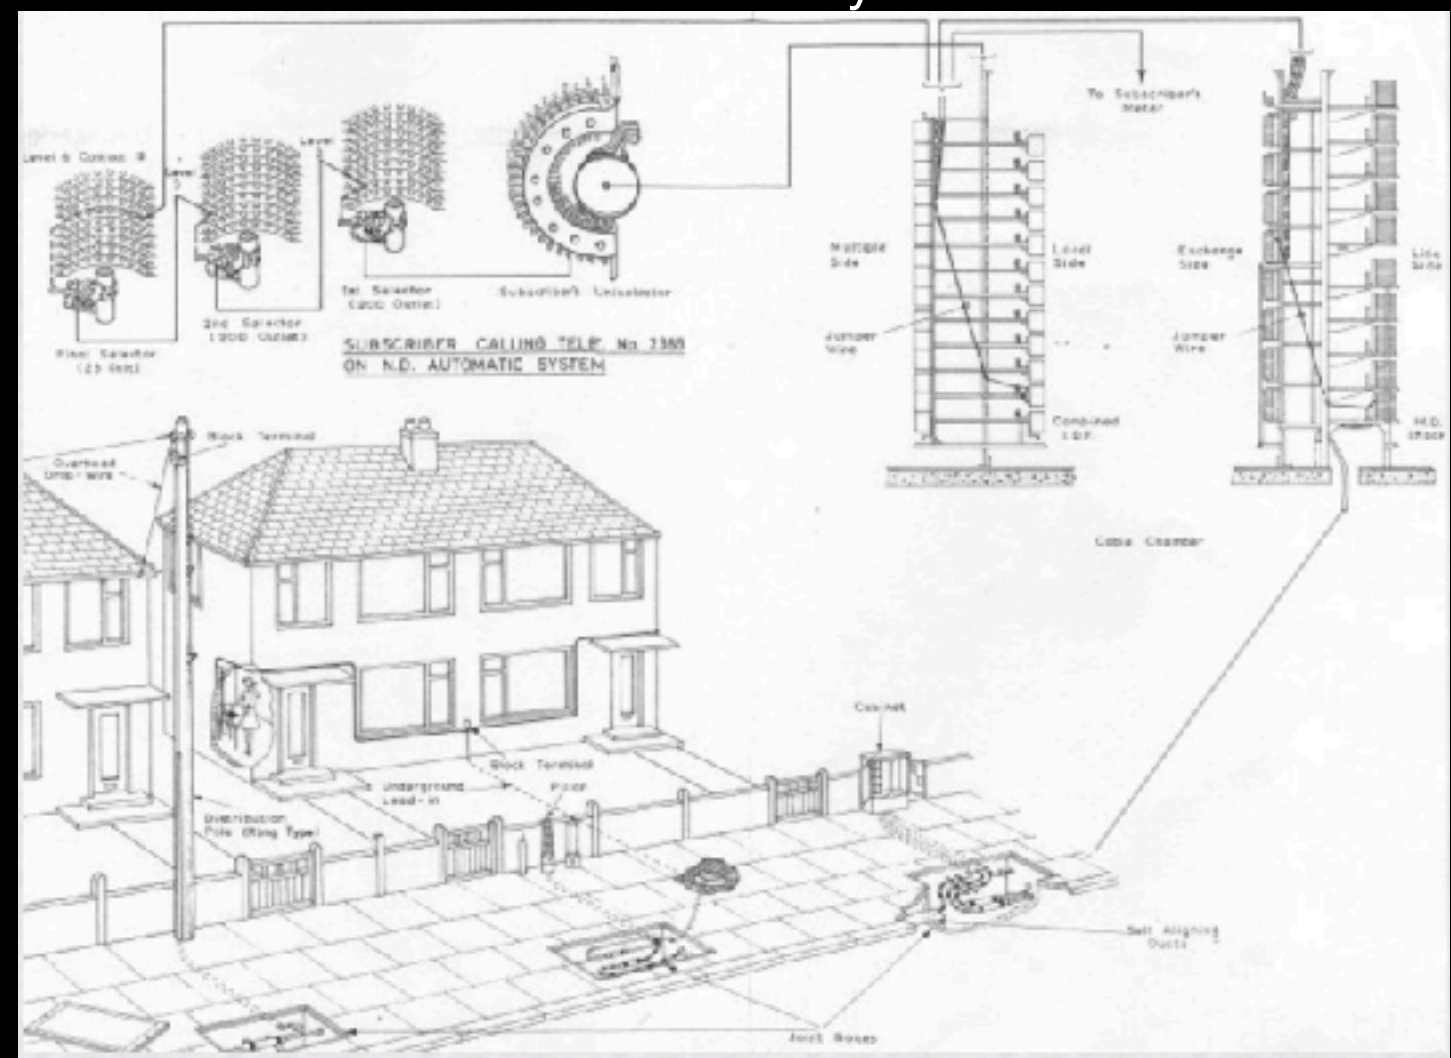 To Subscriber's
Meter
Level 6 Contact 9
Level
Level
Multiple
Side
Local
Side
Exchange
Side
Line
Side
1st Selector
(200 Outlet)
Subscriber's Uniselector
2nd Selector
Final Selector
SUBSCRIBER CALLING TELE. No
ON N.D. AUTOMATIC SYSTEM
Jumper
Wire
Jumper
Wire
Combined
I.D.F.
M.D.
Block Terminal
Overhead
Drop-wire
Cable Chamber
Cabinet
Block Terminal
Underground
Lead-in
Pillar
Distribution
Pole (Ring Type)
Self Aligning
Ducts
Joint Boxes